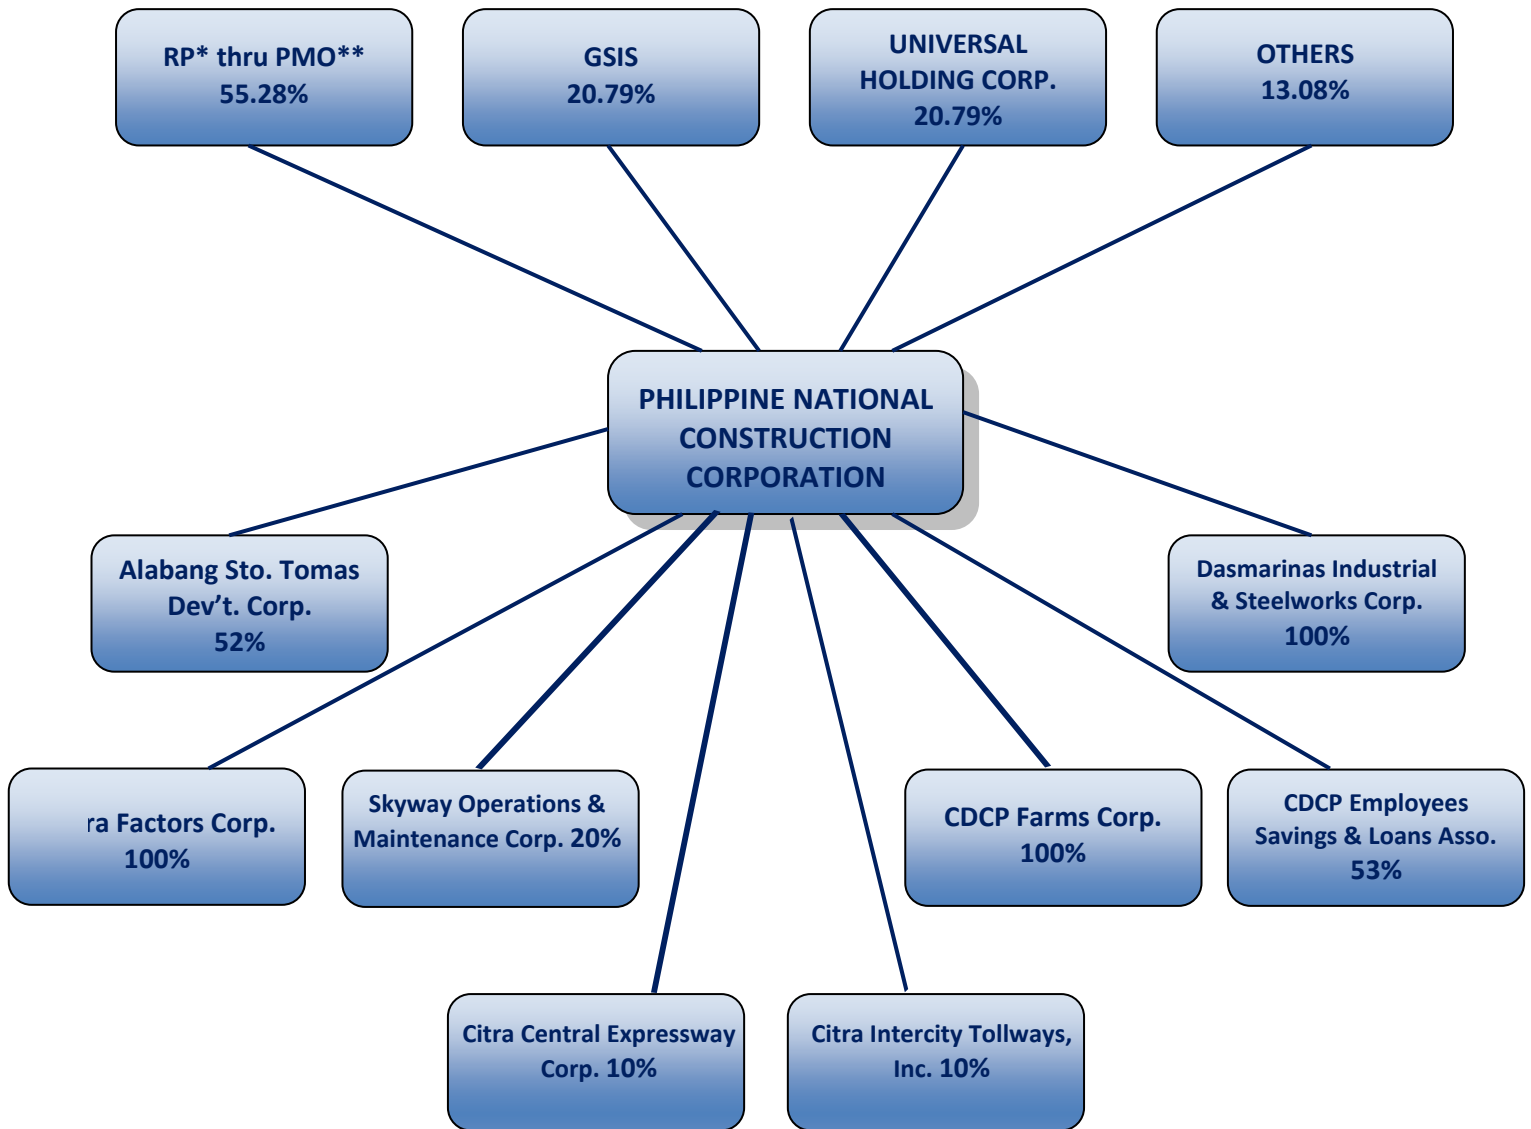 RP* thru PMO**
55.28%
GSIS
20.79%
UNIVERSAL
HOLDING CORP.
20.79%
OTHERS
13.08%
PHILIPPINE NATIONAL
CONSTRUCTION
CORPORATION
Alabang Sto. Tomas
Dev’t. Corp.
52%
Dasmarinas Industrial
& Steelworks Corp.
100%
ra Factors Corp.
100%
Skyway Operations &
Maintenance Corp. 20%
CDCP Farms Corp.
100%
CDCP Employees
Savings & Loans Asso.
53%
Citra Central Expressway
Corp. 10%
Citra Intercity Tollways,
Inc. 10%